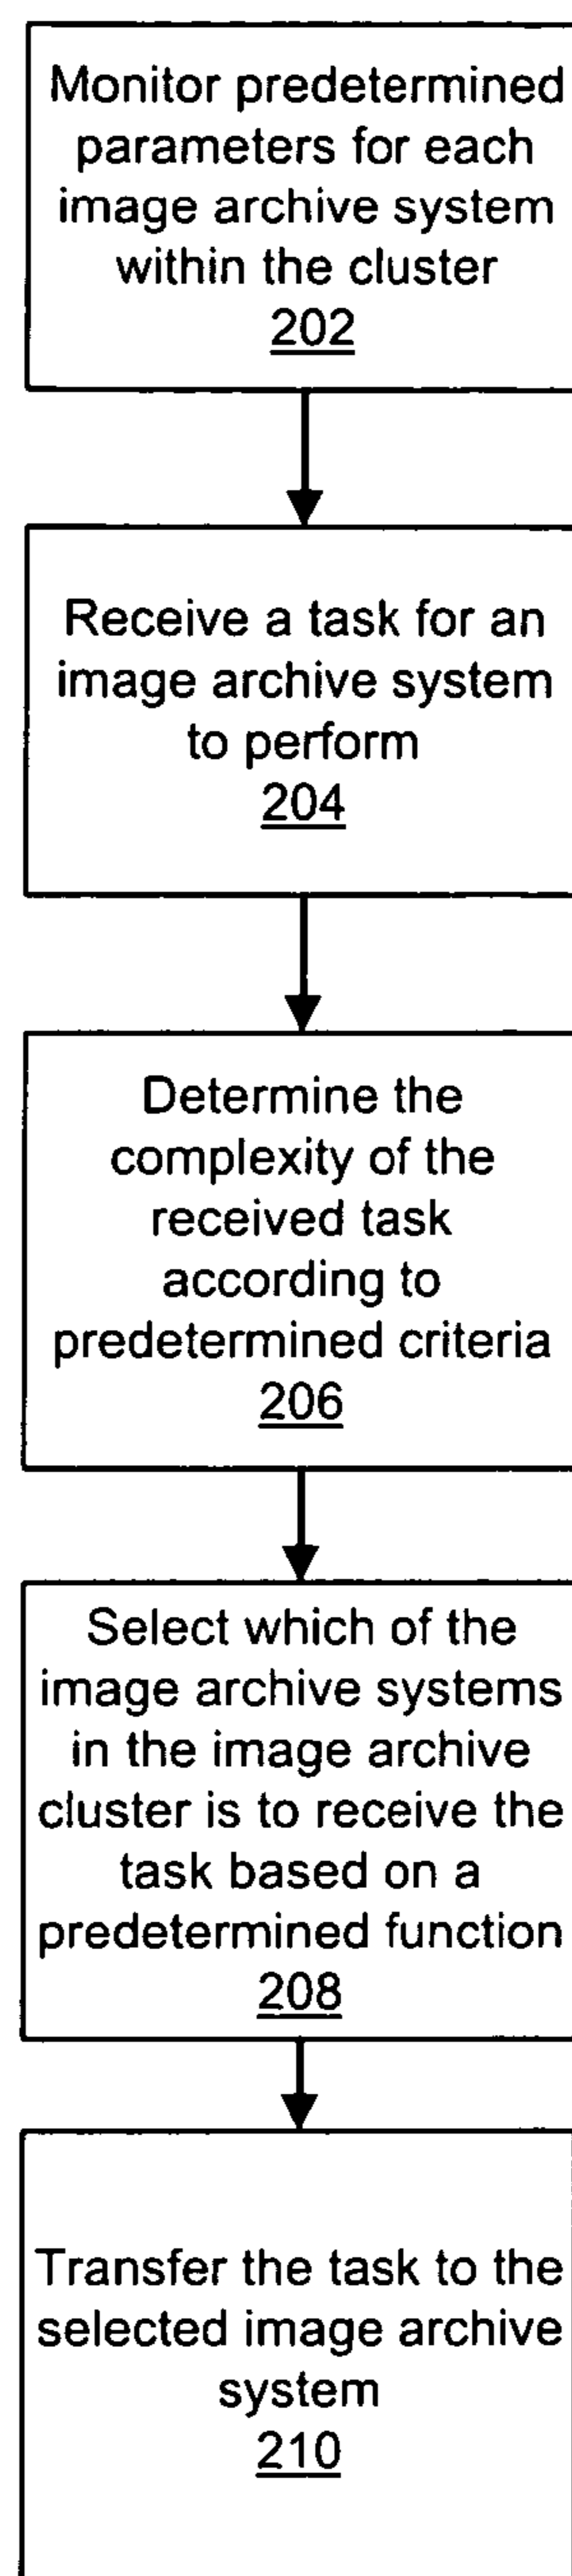 Monitor predetermined
parameters for each
image archive system
within the cluster
202
Receive a task for an
image archive system
to perform
204
Determine the
complexity of the
received task
according to
predetermined criteria
206
Select which of the
image archive systems
in the image archive
cluster is to receive the
task based on a
predetermined function
208
Transfer the task to the
selected image archive
system
210